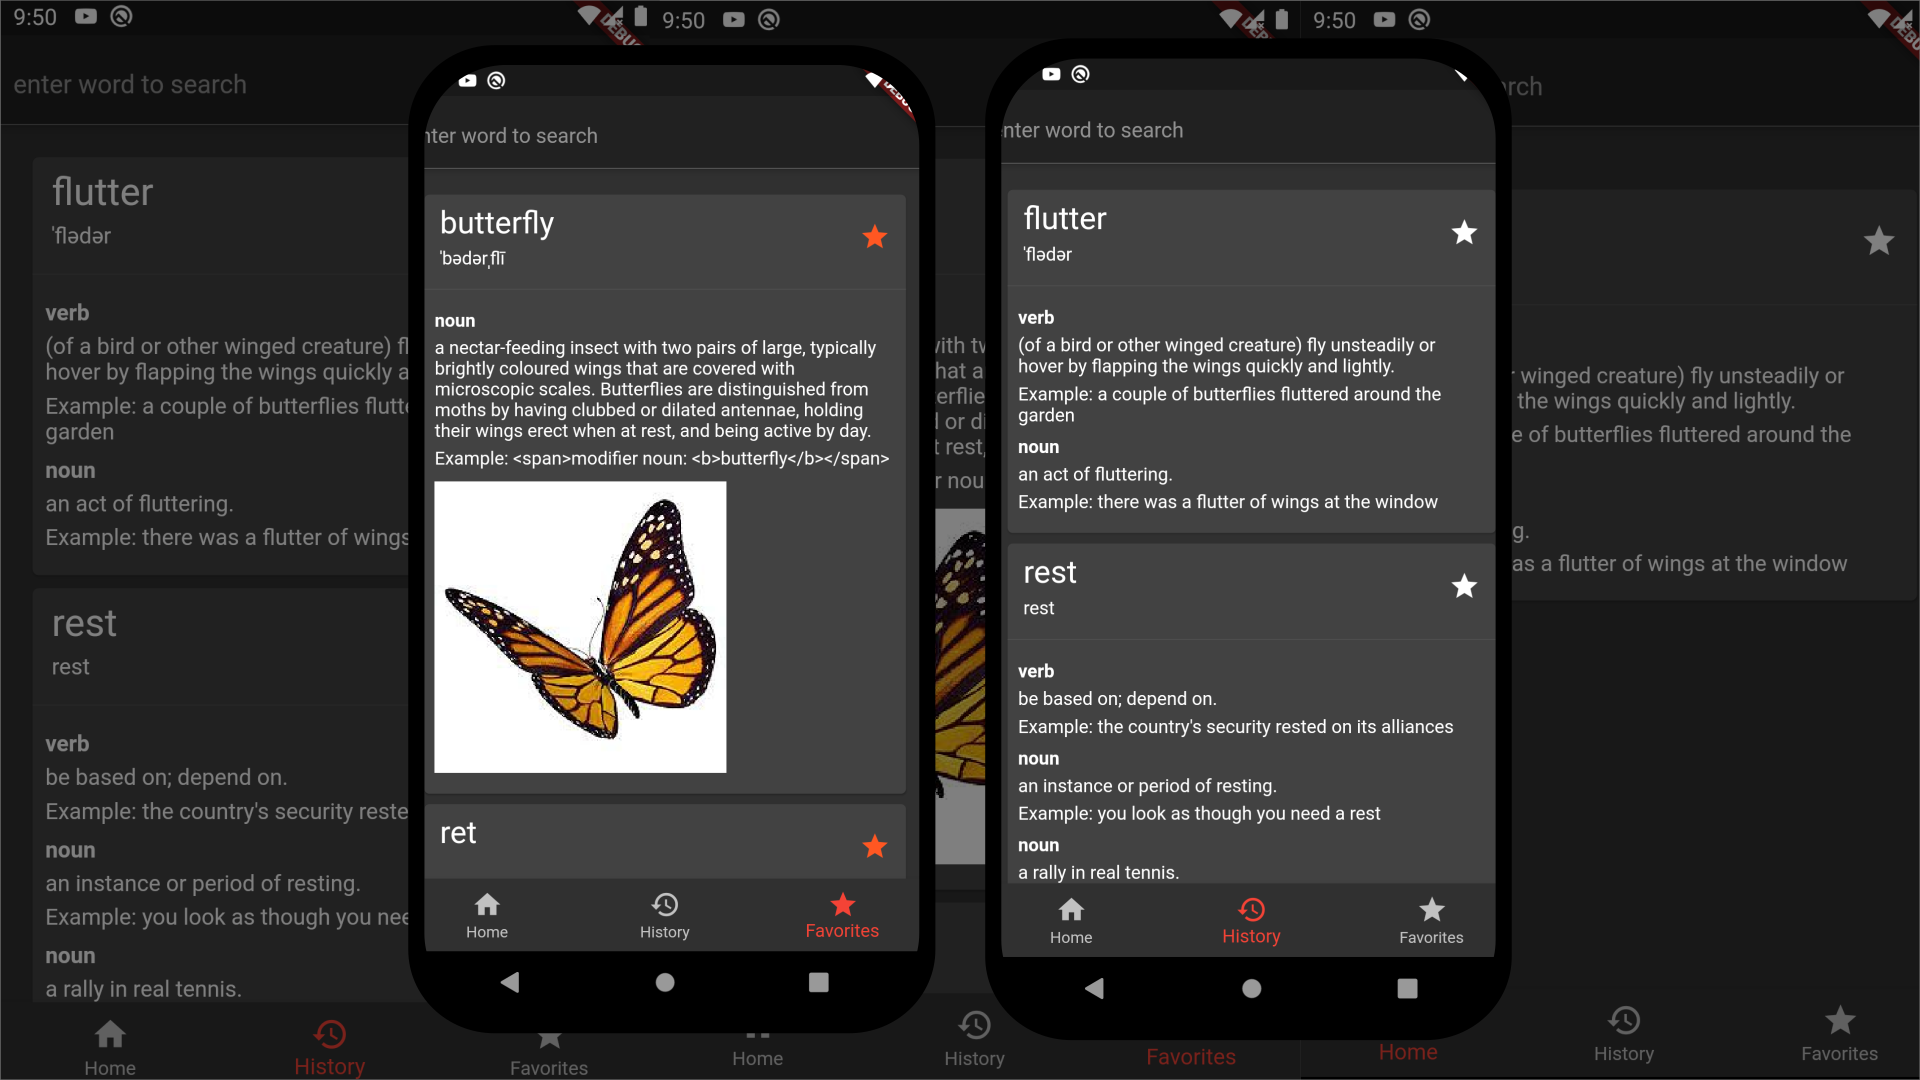 9:50
enter word to search
flutter
ˈflədər
verb
(of a bird or other winged creature) fl
hover by flapping the wings quickly a
Example: a couple of butterflies flutte
garden
noun
an act of fluttering.
Example: there was a flutter of wings
rest
rest
verb
be based on; depend on.
Example: the country's security reste
noun
an instance or period of resting.
Example: you look as though you nee
noun
a rally in real tennis.
Home
History
Favorites
DEBUG
nter word to search
butterfly
ˈbədərˌflī
noun
a nectar-feeding insect with two pairs of large, typically
brightly coloured wings that are covered with
microscopic scales. Butterflies are distinguished from
moths by having clubbed or dilated antennae, holding
their wings erect when at rest, and being active by day.
Example: <span>modifier noun: <b>butterfly</b></span>
ret
Home
History
Favorites
9:50
Home
History
Favorites
enter word to search
flutter
ˈflədər
verb
(of a bird or other winged creature) fly unsteadily or
hover by flapping the wings quickly and lightly.
Example: a couple of butterflies fluttered around the
garden
noun
an act of fluttering.
Example: there was a flutter of wings at the window
rest
rest
verb
be based on; depend on.
Example: the country's security rested on its alliances
noun
an instance or period of resting.
Example: you look as though you need a rest
noun
a rally in real tennis.
Home
History
Favorites
9:50
rch
winged creature) fly unsteadily or
the wings quickly and lightly.
e of butterflies fluttered around the
g.
as a flutter of wings at the window
Home
History
Favorites